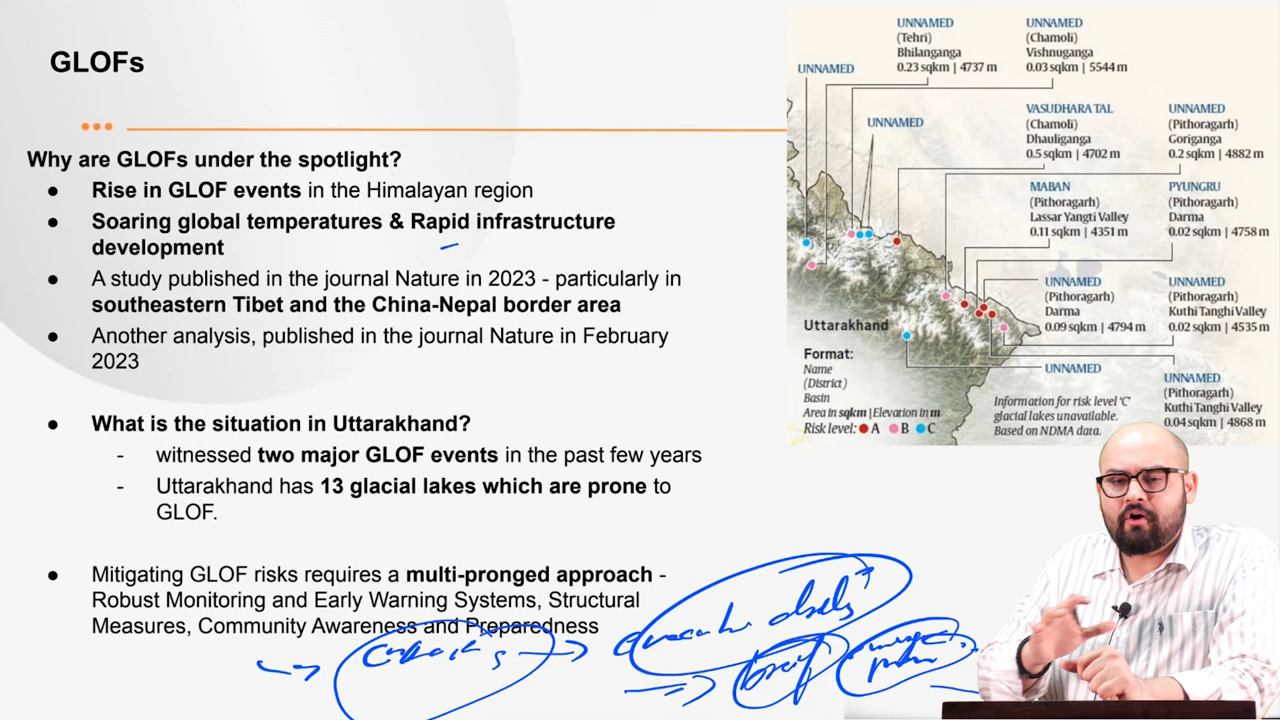 GLOFs
Why are GLOFs under the spotlight?
● Rise in GLOF events in the Himalayan region
● Soaring global temperatures & Rapid infrastructure
development
● A study published in the journal Nature in 2023 - particularly in
southeastern Tibet and the China-Nepal border area
● Another analysis, published in the journal Nature in February
2023
● What is the situation in Uttarakhand?
- witnessed two major GLOF events in the past few years
- Uttarakhand has 13 glacial lakes which are prone to
GLOF.
● Mitigating GLOF risks requires a multi-pronged approach -
Robust Monitoring and Early Warning Systems, Structural
Measures, Community Awareness and Preparedness
UNNAMED
(Tehri)
Bhilanganga
0.23 sqkm | 4737 m
UNNAMED
(Chamoli)
Vishnuganga
0.03 sqkm | 5544 m
UNNAMED
UNNAMED
VASUDHARA TAL
(Chamoli)
Dhauliganga
0.5 sqkm | 4702 m
UNNAMED
(Pithoragarh)
Goriganga
0.2 sqkm | 4882 m
MABAN
(Pithoragarh)
Lassar Yangti Valley
0.11 sqkm | 4351 m
PYUNGRU
(Pithoragarh)
Darma
0.02 sqkm | 4758 m
UNNAMED
(Pithoragarh)
Darma
0.09 sqkm | 4794 m
UNNAMED
(Pithoragarh)
Kuthi Tanghi Valley
0.02 sqkm | 4535 m
UNNAMED
UNNAMED
(Pithoragarh)
Kuthi Tanghi Valley
0.04 sqkm | 4868 m
Uttarakhand
Format:
Name
(District)
Basin
Area in sqkm | Elevation in m
Risk level: A B C
Information for risk level 'C'
glacial lakes unavailable.
Based on NDMA data.